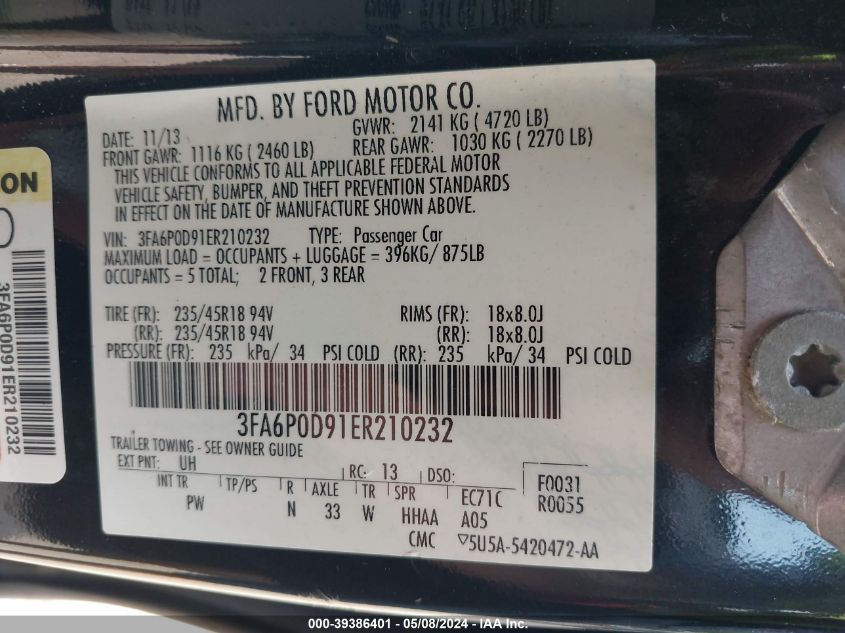 MFD. BY FORD MOTOR CO.
DATE: 11/13 GVWR: 2141 KG ( 4720 LB)
FRONT GAWR: 1116 KG ( 2460 LB) REAR GAWR: 1030 KG ( 2270 LB)
THIS VEHICLE CONFORMS TO ALL APPLICABLE FEDERAL MOTOR
VEHICLE SAFETY, BUMPER, AND THEFT PREVENTION STANDARDS
IN EFFECT ON THE DATE OF MANUFACTURE SHOWN ABOVE.
VIN: 3FA6P0D91ER210232 TYPE: Passenger Car
MAXIMUM LOAD = OCCUPANTS + LUGGAGE = 396KG/ 875LB
OCCUPANTS = 5 TOTAL; 2 FRONT, 3 REAR
TIRE (FR): 235/45R18 94V RIMS (FR): 18x8.0J
(RR): 235/45R18 94V (RR): 18x8.0J
PRESSURE (FR): 235 kPa/ 34 PSI COLD (RR): 235 kPa/ 34 PSI COLD
3FA6P0D91ER210232
TRAILER TOWING - SEE OWNER GUIDE
EXT PNT: UH RC: 13 DSO: F0031
INT TR TP/PS R AXLE TR SPR EC71C R0055
PW N 33 W HHAA A05
CMC ▽5U5A-5420472-AA
ON
3FA6P0D91ER210232
000-39386401 - 05/08/2024 - IAA Inc.